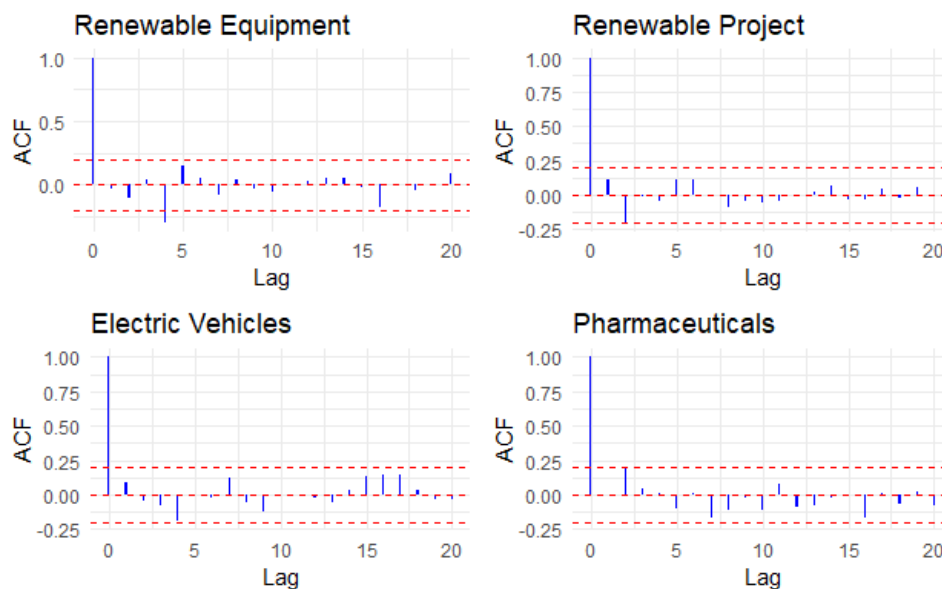 Renewable Equipment
1.0
0.5
0.0
ACF
0 5 10 15 20
Lag
Renewable Project
1.00
0.75
0.50
0.25
0.00
-0.25
ACF
0 5 10 15 20
Lag
Electric Vehicles
1.00
0.75
0.50
0.25
0.00
-0.25
ACF
0 5 10 15 20
Lag
Pharmaceuticals
1.00
0.75
0.50
0.25
0.00
-0.25
ACF
0 5 10 15 20
Lag